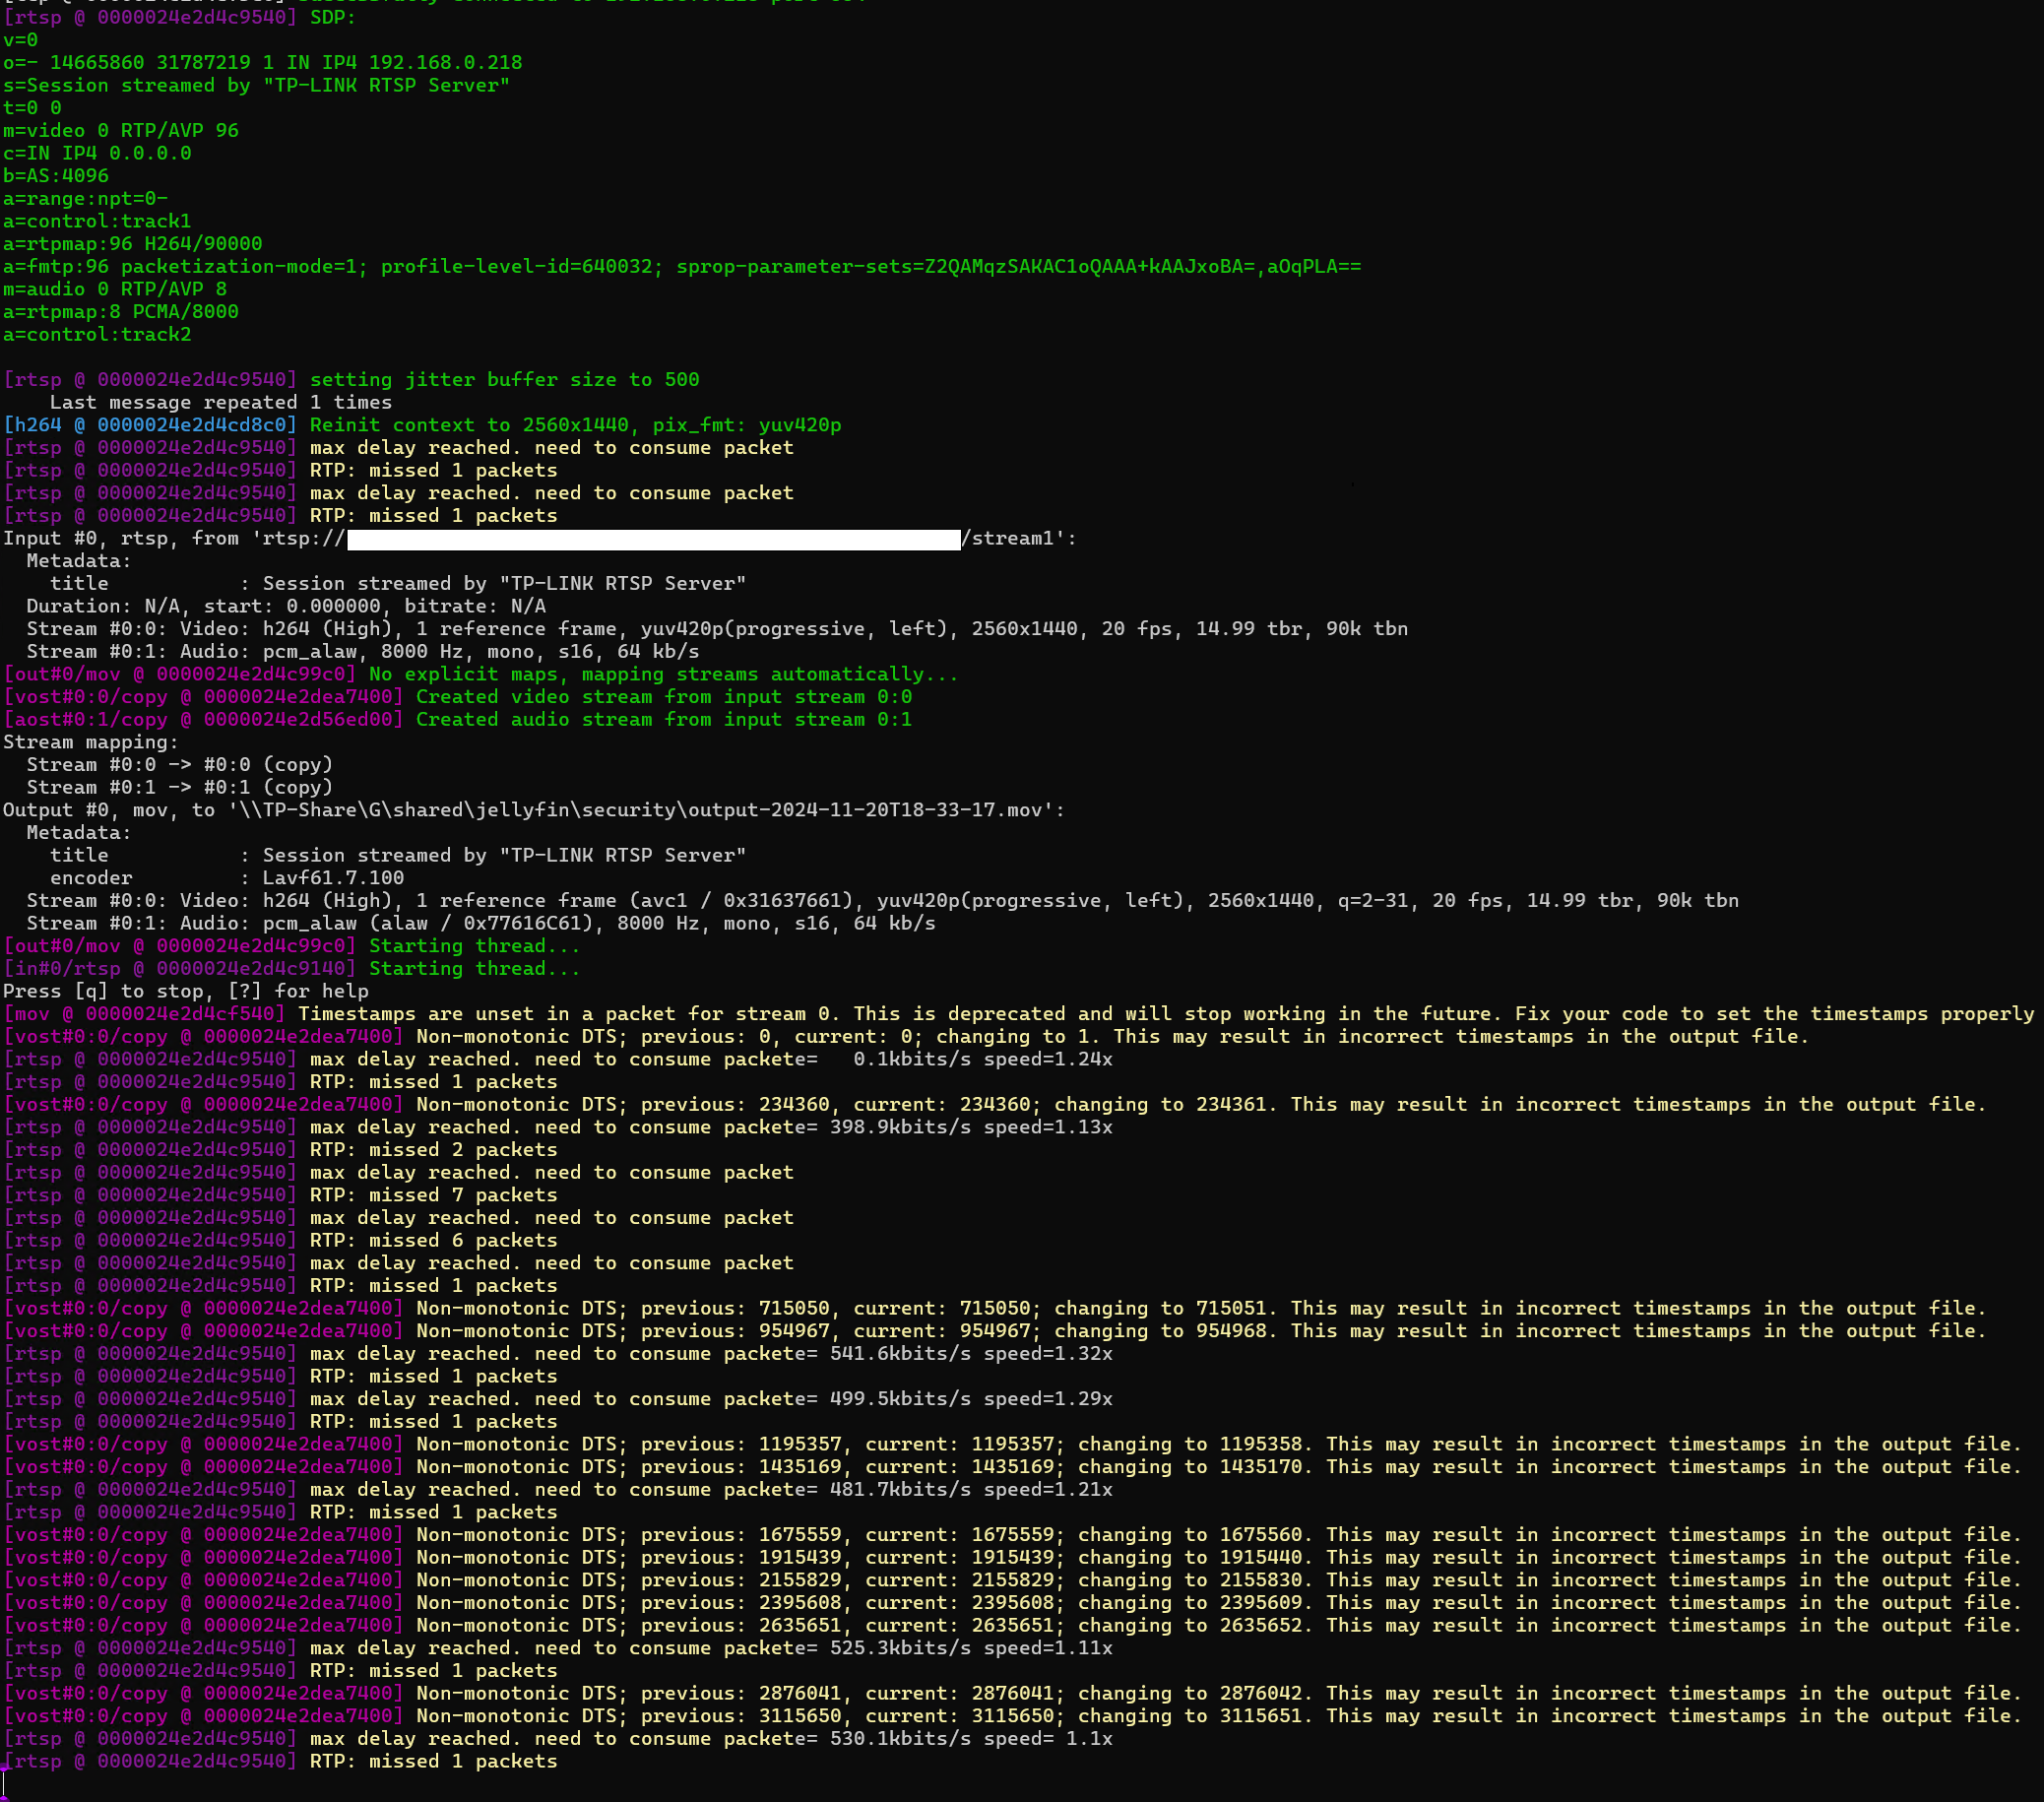 [rtsp @ 0000024e2d4c9540] SDP:
v=0
o=- 14665860 31787219 1 IN IP4 192.168.0.218
s=Session streamed by "TP-LINK RTSP Server"
t=0 0
m=video 0 RTP/AVP 96
c=IN IP4 0.0.0.0
b=AS:4096
a=range:npt=0-
a=control:track1
a=rtpmap:96 H264/90000
a=fmtp:96 packetization-mode=1; profile-level-id=640032; sprop-parameter-sets=Z2QAMqzSAKAC1oQAAA+kAAJxoBA=,aOqPLA==
m=audio 0 RTP/AVP 8
a=rtpmap:8 PCMA/8000
a=control:track2
[rtsp @ 0000024e2d4c9540] setting jitter buffer size to 500
    Last message repeated 1 times
[h264 @ 0000024e2d4cd8c0] Reinit context to 2560x1440, pix_fmt: yuv420p
[rtsp @ 0000024e2d4c9540] max delay reached. need to consume packet
[rtsp @ 0000024e2d4c9540] RTP: missed 1 packets
[rtsp @ 0000024e2d4c9540] max delay reached. need to consume packet
[rtsp @ 0000024e2d4c9540] RTP: missed 1 packets
Input #0, rtsp, from 'rtsp:// /stream1':
  Metadata:
    title           : Session streamed by "TP-LINK RTSP Server"
  Duration: N/A, start: 0.000000, bitrate: N/A
  Stream #0:0: Video: h264 (High), 1 reference frame, yuv420p(progressive, left), 2560x1440, 20 fps, 14.99 tbr, 90k tbn
  Stream #0:1: Audio: pcm_alaw, 8000 Hz, mono, s16, 64 kb/s
[out#0/mov @ 0000024e2d4c99c0] No explicit maps, mapping streams automatically...
[vost#0:0/copy @ 0000024e2dea7400] Created video stream from input stream 0:0
[aost#0:1/copy @ 0000024e2d56ed00] Created audio stream from input stream 0:1
Stream mapping:
  Stream #0:0 -> #0:0 (copy)
  Stream #0:1 -> #0:1 (copy)
Output #0, mov, to '\\TP-Share\G\shared\jellyfin\security\output-2024-11-20T18-33-17.mov':
  Metadata:
    title           : Session streamed by "TP-LINK RTSP Server"
    encoder         : Lavf61.7.100
  Stream #0:0: Video: h264 (High), 1 reference frame (avc1 / 0x31637661), yuv420p(progressive, left), 2560x1440, q=2-31, 20 fps, 14.99 tbr, 90k tbn
  Stream #0:1: Audio: pcm_alaw (alaw / 0x77616C61), 8000 Hz, mono, s16, 64 kb/s
[out#0/mov @ 0000024e2d4c99c0] Starting thread...
[in#0/rtsp @ 0000024e2d4c9140] Starting thread...
Press [q] to stop, [?] for help
[mov @ 0000024e2d4cf540] Timestamps are unset in a packet for stream 0. This is deprecated and will stop working in the future. Fix your code to set the timestamps properly
[vost#0:0/copy @ 0000024e2dea7400] Non-monotonic DTS; previous: 0, current: 0; changing to 1. This may result in incorrect timestamps in the output file.
[rtsp @ 0000024e2d4c9540] max delay reached. need to consume packete=   0.1kbits/s speed=1.24x
[rtsp @ 0000024e2d4c9540] RTP: missed 1 packets
[vost#0:0/copy @ 0000024e2dea7400] Non-monotonic DTS; previous: 234360, current: 234360; changing to 234361. This may result in incorrect timestamps in the output file.
[rtsp @ 0000024e2d4c9540] max delay reached. need to consume packete= 398.9kbits/s speed=1.13x
[rtsp @ 0000024e2d4c9540] RTP: missed 2 packets
[rtsp @ 0000024e2d4c9540] max delay reached. need to consume packet
[rtsp @ 0000024e2d4c9540] RTP: missed 7 packets
[rtsp @ 0000024e2d4c9540] max delay reached. need to consume packet
[rtsp @ 0000024e2d4c9540] RTP: missed 6 packets
[rtsp @ 0000024e2d4c9540] max delay reached. need to consume packet
[rtsp @ 0000024e2d4c9540] RTP: missed 1 packets
[vost#0:0/copy @ 0000024e2dea7400] Non-monotonic DTS; previous: 715050, current: 715050; changing to 715051. This may result in incorrect timestamps in the output file.
[vost#0:0/copy @ 0000024e2dea7400] Non-monotonic DTS; previous: 954967, current: 954967; changing to 954968. This may result in incorrect timestamps in the output file.
[rtsp @ 0000024e2d4c9540] max delay reached. need to consume packete= 541.6kbits/s speed=1.32x
[rtsp @ 0000024e2d4c9540] RTP: missed 1 packets
[rtsp @ 0000024e2d4c9540] max delay reached. need to consume packete= 499.5kbits/s speed=1.29x
[rtsp @ 0000024e2d4c9540] RTP: missed 1 packets
[vost#0:0/copy @ 0000024e2dea7400] Non-monotonic DTS; previous: 1195357, current: 1195357; changing to 1195358. This may result in incorrect timestamps in the output file.
[vost#0:0/copy @ 0000024e2dea7400] Non-monotonic DTS; previous: 1435169, current: 1435169; changing to 1435170. This may result in incorrect timestamps in the output file.
[rtsp @ 0000024e2d4c9540] max delay reached. need to consume packete= 481.7kbits/s speed=1.21x
[rtsp @ 0000024e2d4c9540] RTP: missed 1 packets
[vost#0:0/copy @ 0000024e2dea7400] Non-monotonic DTS; previous: 1675559, current: 1675559; changing to 1675560. This may result in incorrect timestamps in the output file.
[vost#0:0/copy @ 0000024e2dea7400] Non-monotonic DTS; previous: 1915439, current: 1915439; changing to 1915440. This may result in incorrect timestamps in the output file.
[vost#0:0/copy @ 0000024e2dea7400] Non-monotonic DTS; previous: 2155829, current: 2155829; changing to 2155830. This may result in incorrect timestamps in the output file.
[vost#0:0/copy @ 0000024e2dea7400] Non-monotonic DTS; previous: 2395608, current: 2395608; changing to 2395609. This may result in incorrect timestamps in the output file.
[vost#0:0/copy @ 0000024e2dea7400] Non-monotonic DTS; previous: 2635651, current: 2635651; changing to 2635652. This may result in incorrect timestamps in the output file.
[rtsp @ 0000024e2d4c9540] max delay reached. need to consume packete= 525.3kbits/s speed=1.11x
[rtsp @ 0000024e2d4c9540] RTP: missed 1 packets
[vost#0:0/copy @ 0000024e2dea7400] Non-monotonic DTS; previous: 2876041, current: 2876041; changing to 2876042. This may result in incorrect timestamps in the output file.
[vost#0:0/copy @ 0000024e2dea7400] Non-monotonic DTS; previous: 3115650, current: 3115650; changing to 3115651. This may result in incorrect timestamps in the output file.
[rtsp @ 0000024e2d4c9540] max delay reached. need to consume packete= 530.1kbits/s speed= 1.1x
[rtsp @ 0000024e2d4c9540] RTP: missed 1 packets